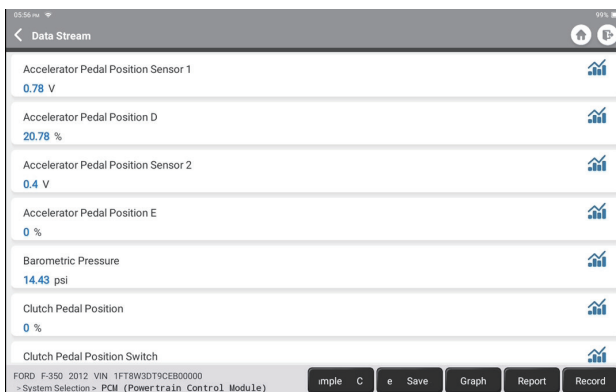 05:56 PM 99%
Data Stream
Accelerator Pedal Position Sensor 1
0.78 V
Accelerator Pedal Position D
20.78 %
Accelerator Pedal Position Sensor 2
0.4 V
Accelerator Pedal Position E
0 %
Barometric Pressure
14.43 psi
Clutch Pedal Position
0 %
Clutch Pedal Position Switch
FORD F-350 2012 VIN 1FT8W3DT9CEB00000
> System Selection > PCM (Powertrain Control Module)
mple C e Save Graph Report Record